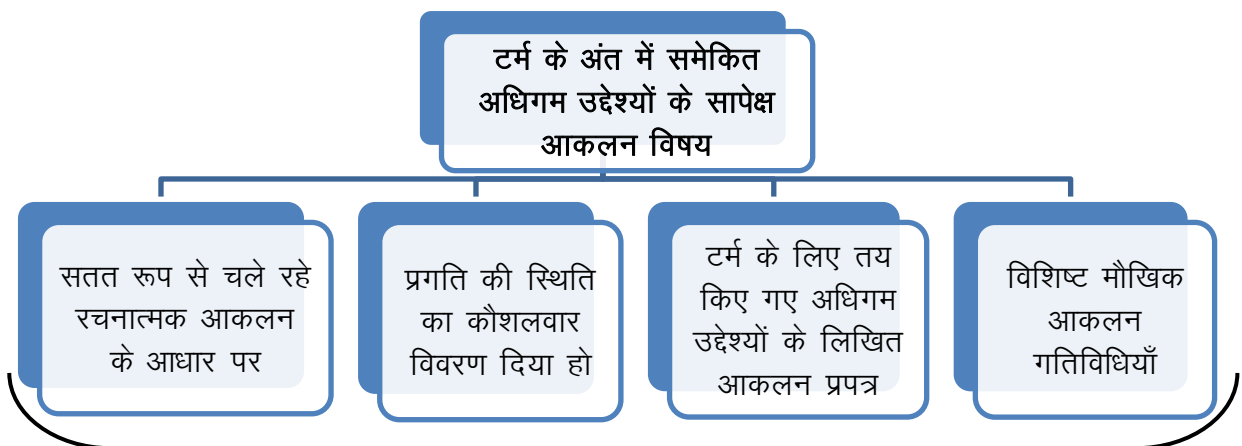 टर्म के अंत में समेकित
अधिगम उद्देश्यों के सापेक्ष
आकलन विषय
सतत रूप से चले रहे
रचनात्मक आकलन
के आधार पर
प्रगति की स्थिति
का कौशलवार
विवरण दिया हो
टर्म के लिए तय
किए गए अधिगम
उद्देश्यों के लिखित
आकलन प्रपत्र
विशिष्ट मौखिक
आकलन
गतिविधियाँ